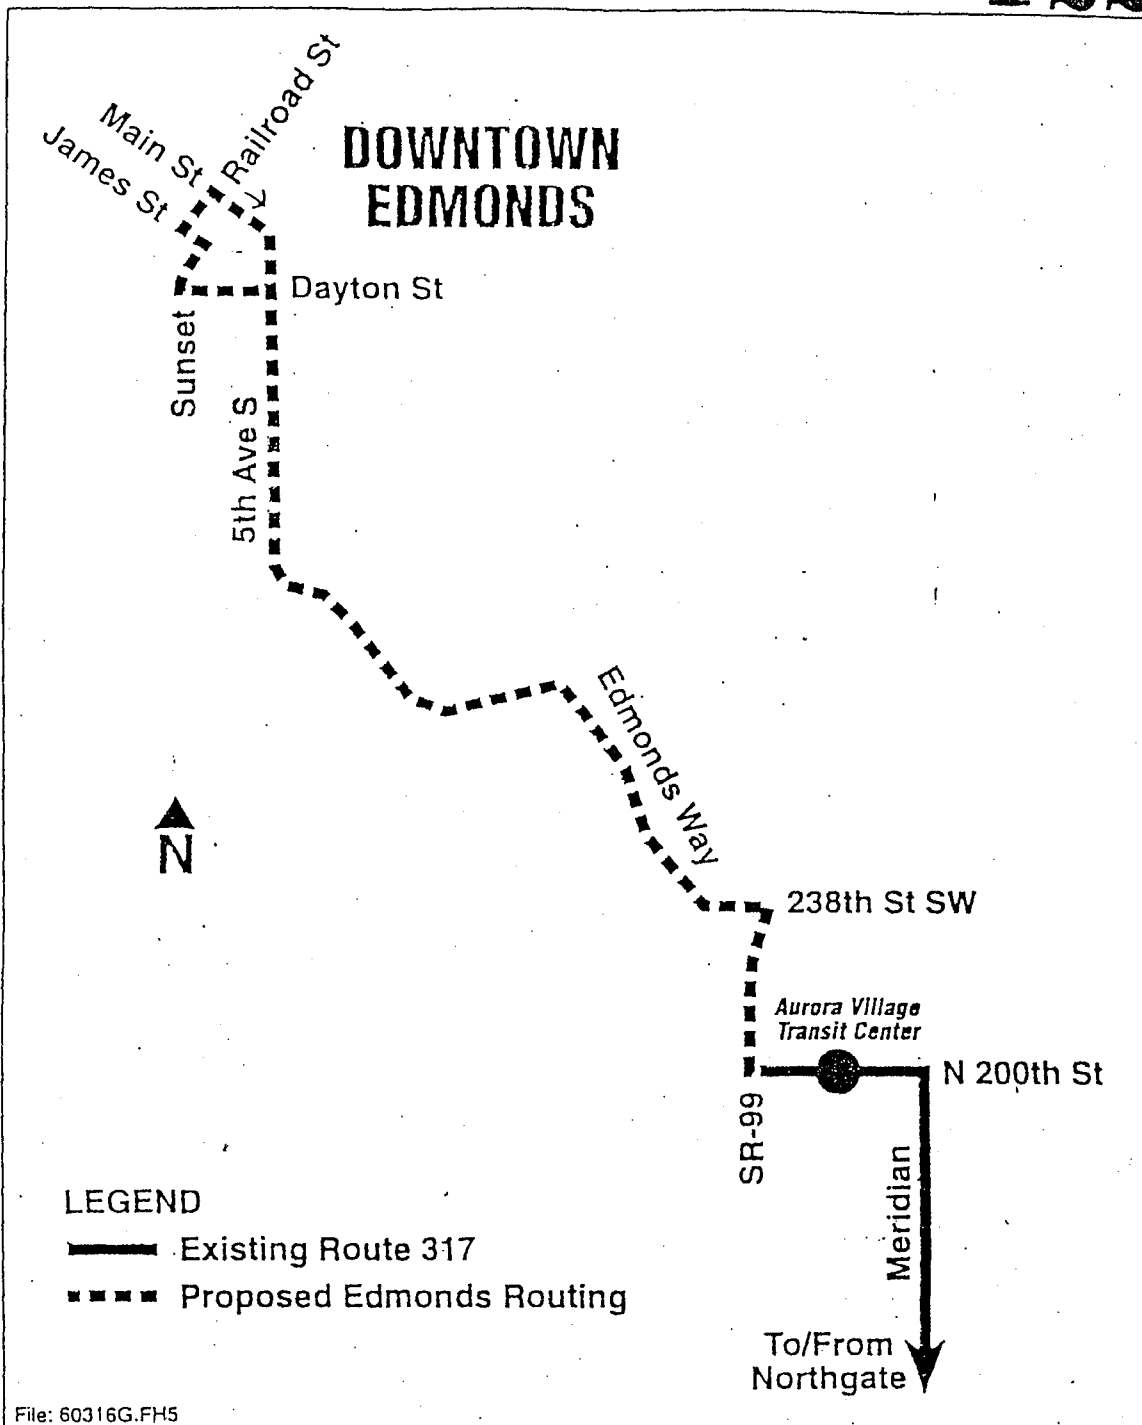 Railroad St
Main St
James St
DOWNTOWN
EDMONDS
Dayton St
Sunset
5th Ave S
Edmonds Way
N
238th St SW
Aurora Village
Transit Center
N 200th St
SR-99
Meridian
LEGEND
Existing Route 317
Proposed Edmonds Routing
To/From
Northgate
File: 60316G.FH5